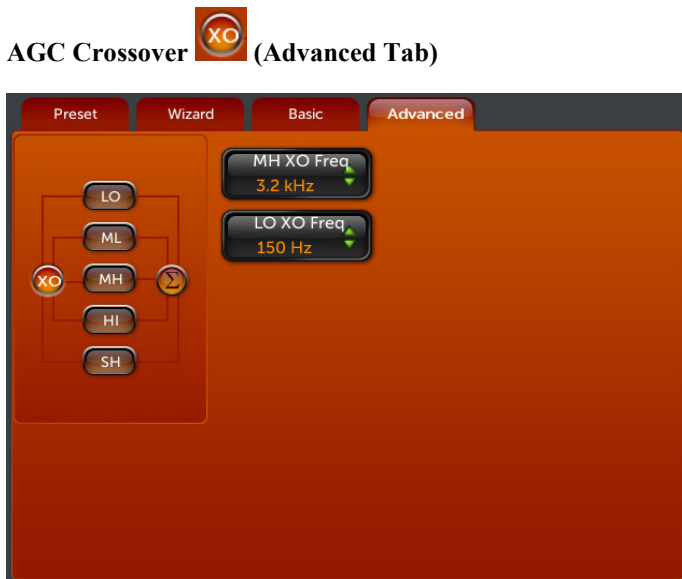 AGC Crossover XO (Advanced Tab)
Preset Wizard Basic Advanced
MH XO Freq
3.2 kHz
LO XO Freq
150 Hz
LO
ML
XO MH Σ
HI
SH